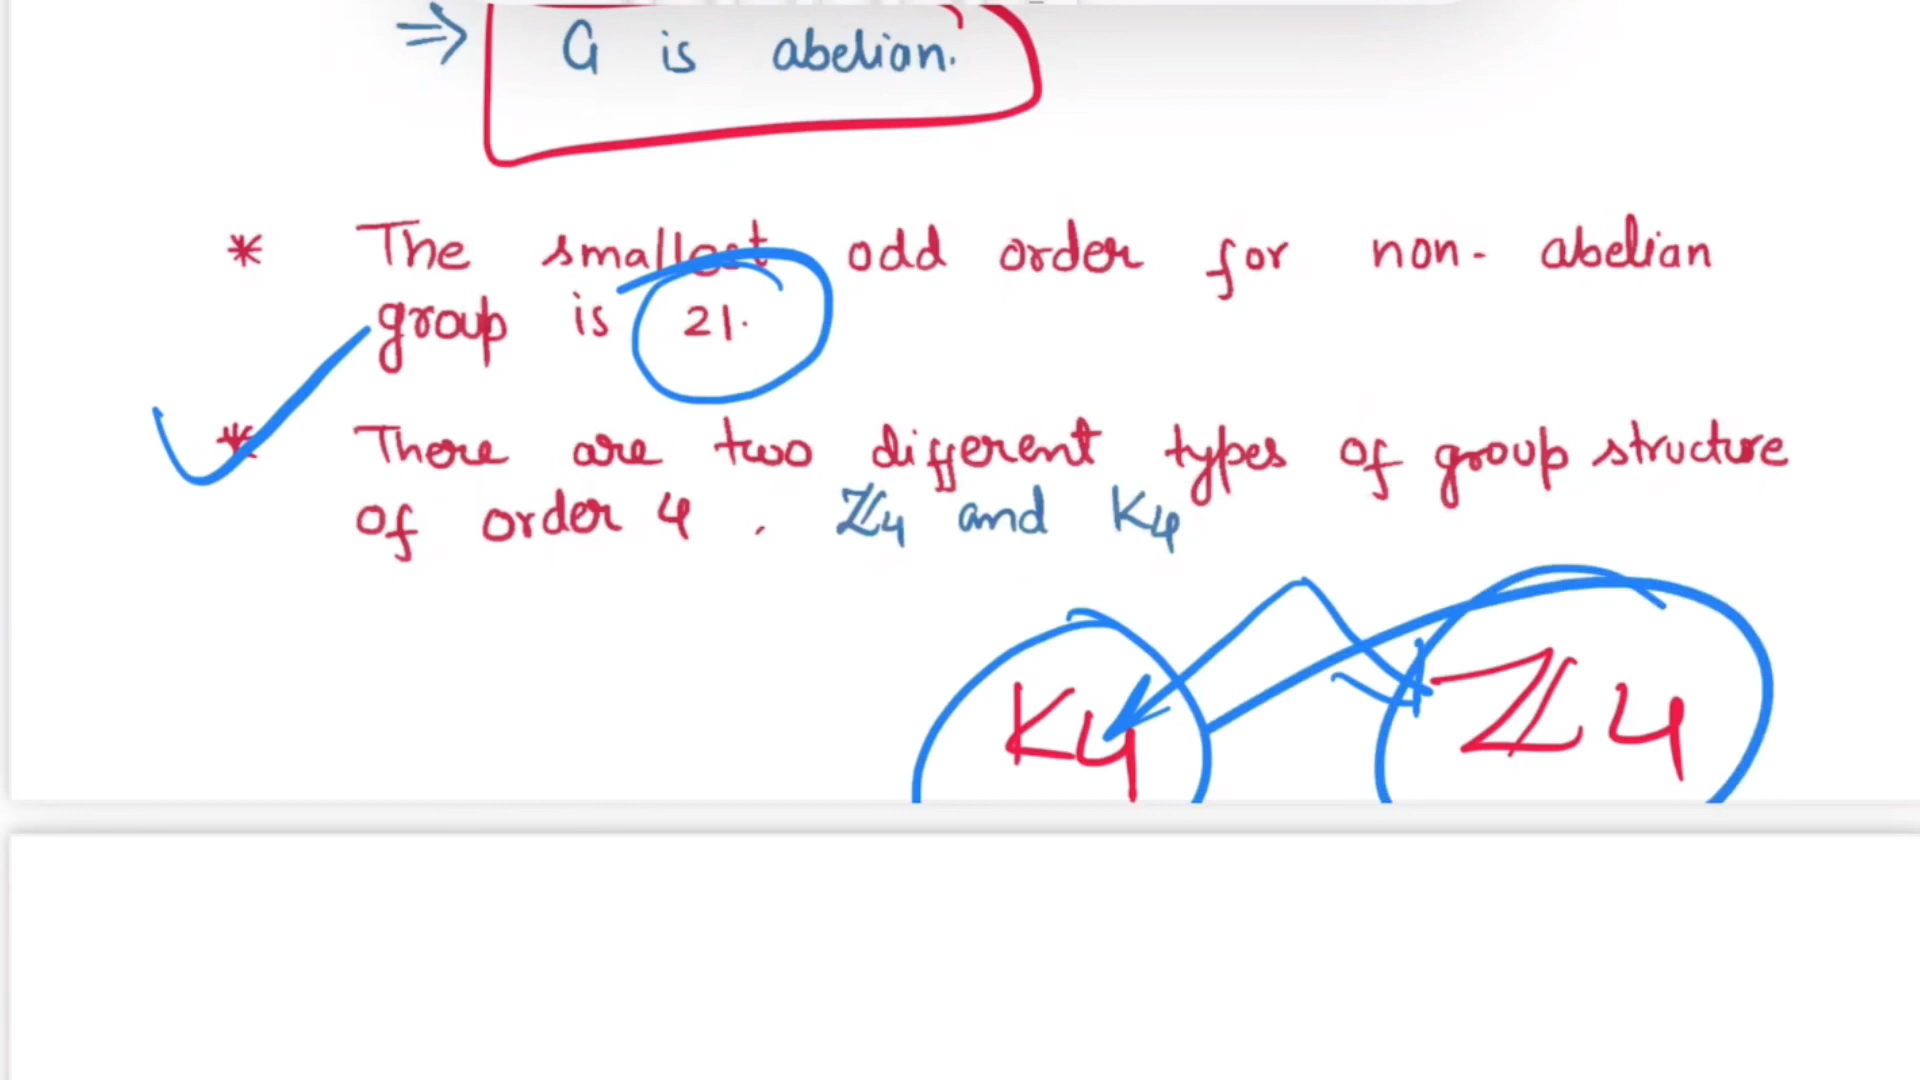 ⇒ G is abelian.
* The smallest odd order for non-abelian
group is 21.
* There are two different types of group structure
of order 4. ℤ4 and K4
K4 ℤ4